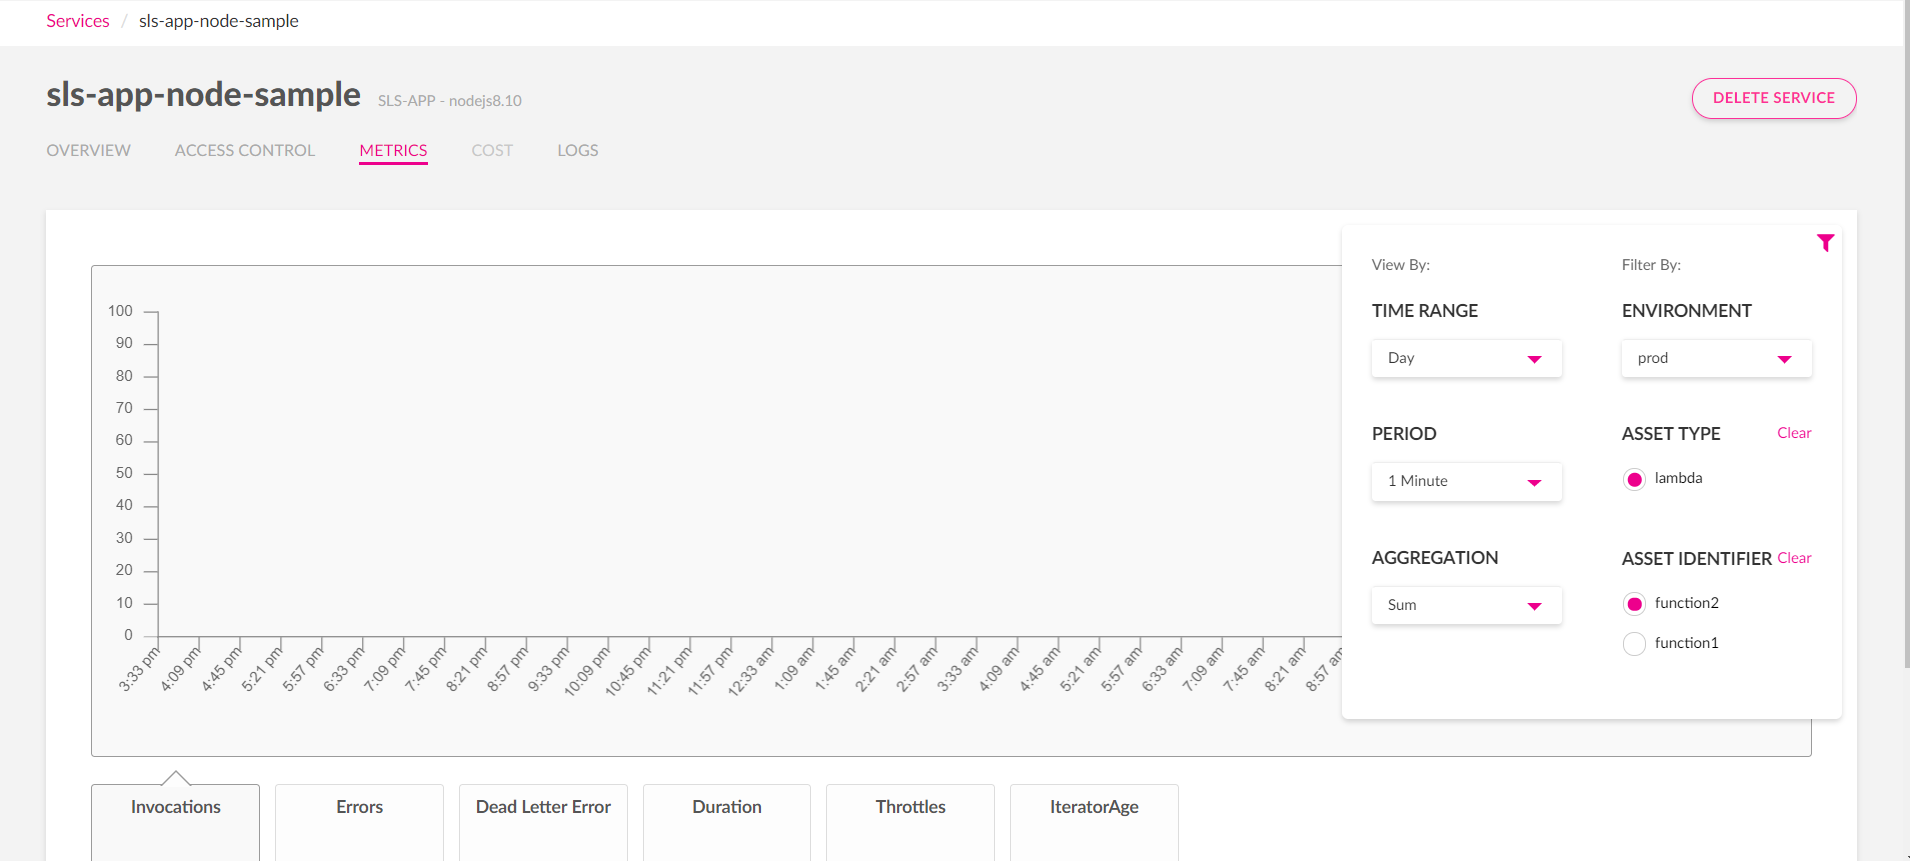 Services / sls-app-node-sample
sls-app-node-sample SLS-APP - nodejs8.10
DELETE SERVICE
OVERVIEW ACCESS CONTROL METRICS COST LOGS
View By: Filter By:
TIME RANGE ENVIRONMENT
Day prod
PERIOD ASSET TYPE Clear
1 Minute lambda
AGGREGATION ASSET IDENTIFIER Clear
Sum function2
function1
100
90
80
70
60
50
40
30
20
10
0
3:33 pm 4:09 pm 4:45 pm 5:21 pm 5:57 pm 6:33 pm 7:09 pm 7:45 pm 8:21 pm 8:57 pm 9:33 pm 10:09 pm 10:45 pm 11:21 pm 11:57 pm 12:33 am 1:09 am 1:45 am 2:21 am 2:57 am 3:33 am 4:09 am 4:45 am 5:21 am 5:57 am 6:33 am 7:09 am 7:45 am 8:21 am 8:57 am
Invocations Errors Dead Letter Error Duration Throttles IteratorAge